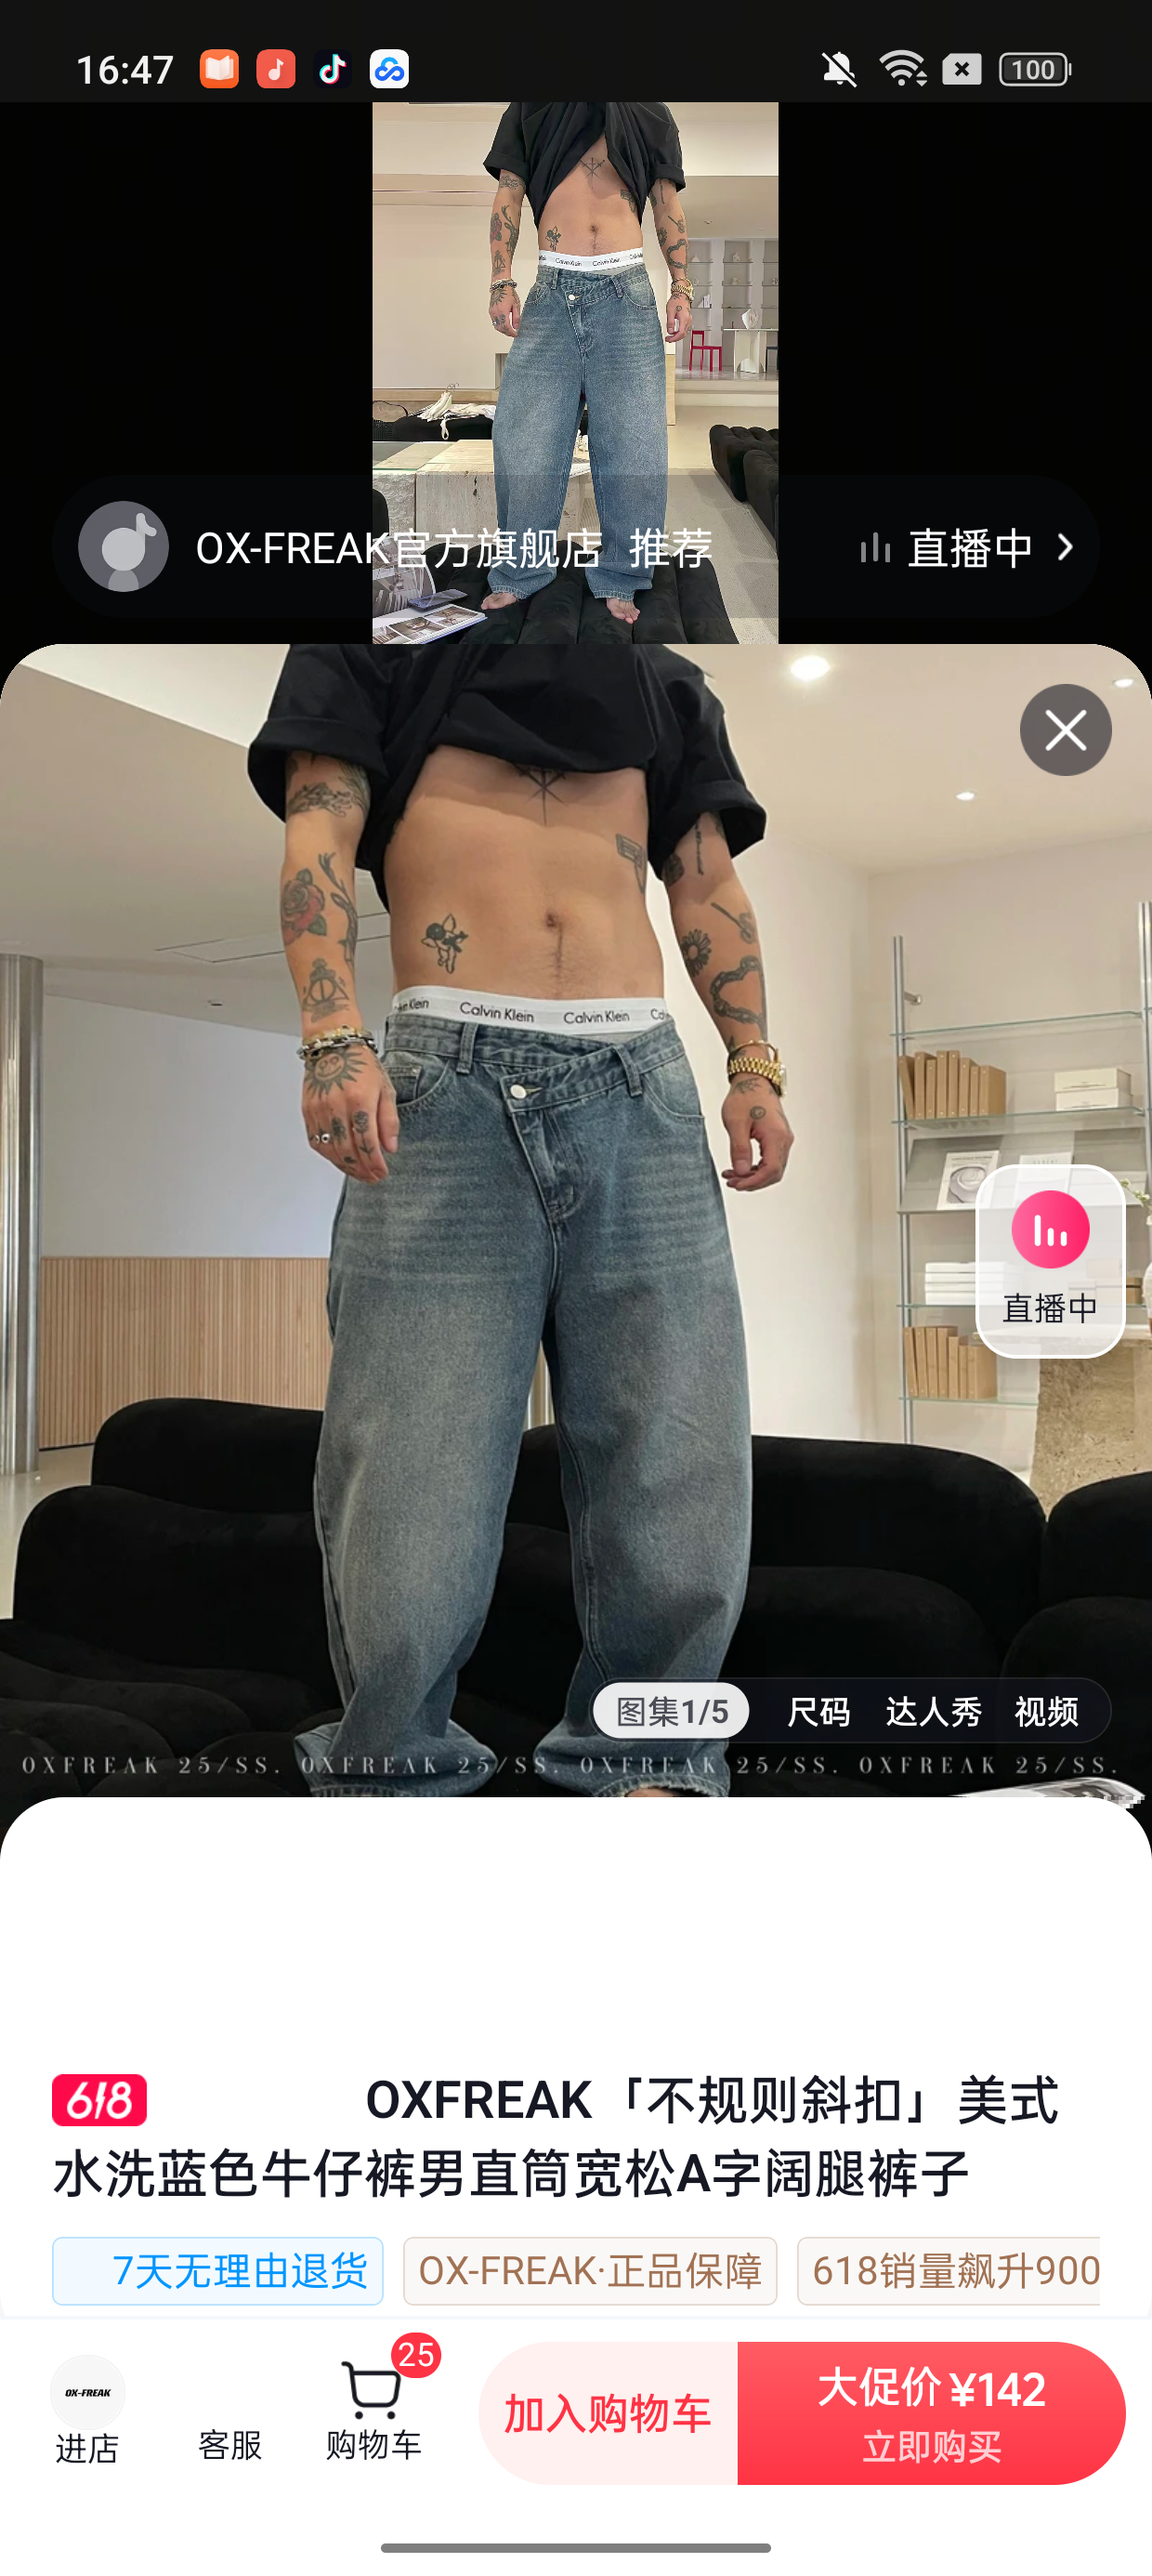 16:47
100
OX-FREAK官方旗舰店 推荐
直播中
Calvin Klein Calvin Klein
直播中
图集1/5 尺码 达人秀 视频
OXFREAK 25/SS. OXFREAK 25/SS. OXFREAK 25/SS. OXFREAK 25/SS.
618 OXFREAK「不规则斜扣」美式
水洗蓝色牛仔裤男直筒宽松A字阔腿裤子
7天无理由退货 OX-FREAK·正品保障 618销量飙升900
OX-FREAK
进店
客服
25
购物车
加入购物车
大促价 ¥142
立即购买